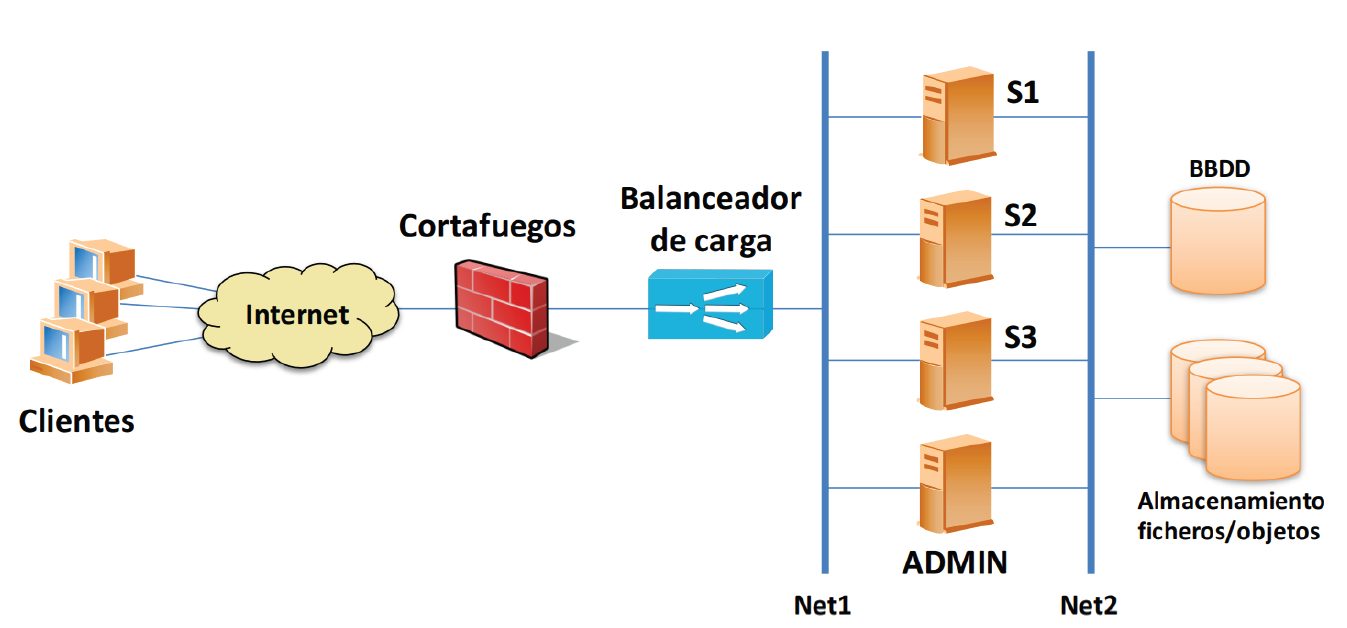 Clientes
Internet
Cortafuegos
Balanceador
de carga
S1
S2
S3
ADMIN
Net1
Net2
BBDD
Almacenamiento
ficheros/objetos